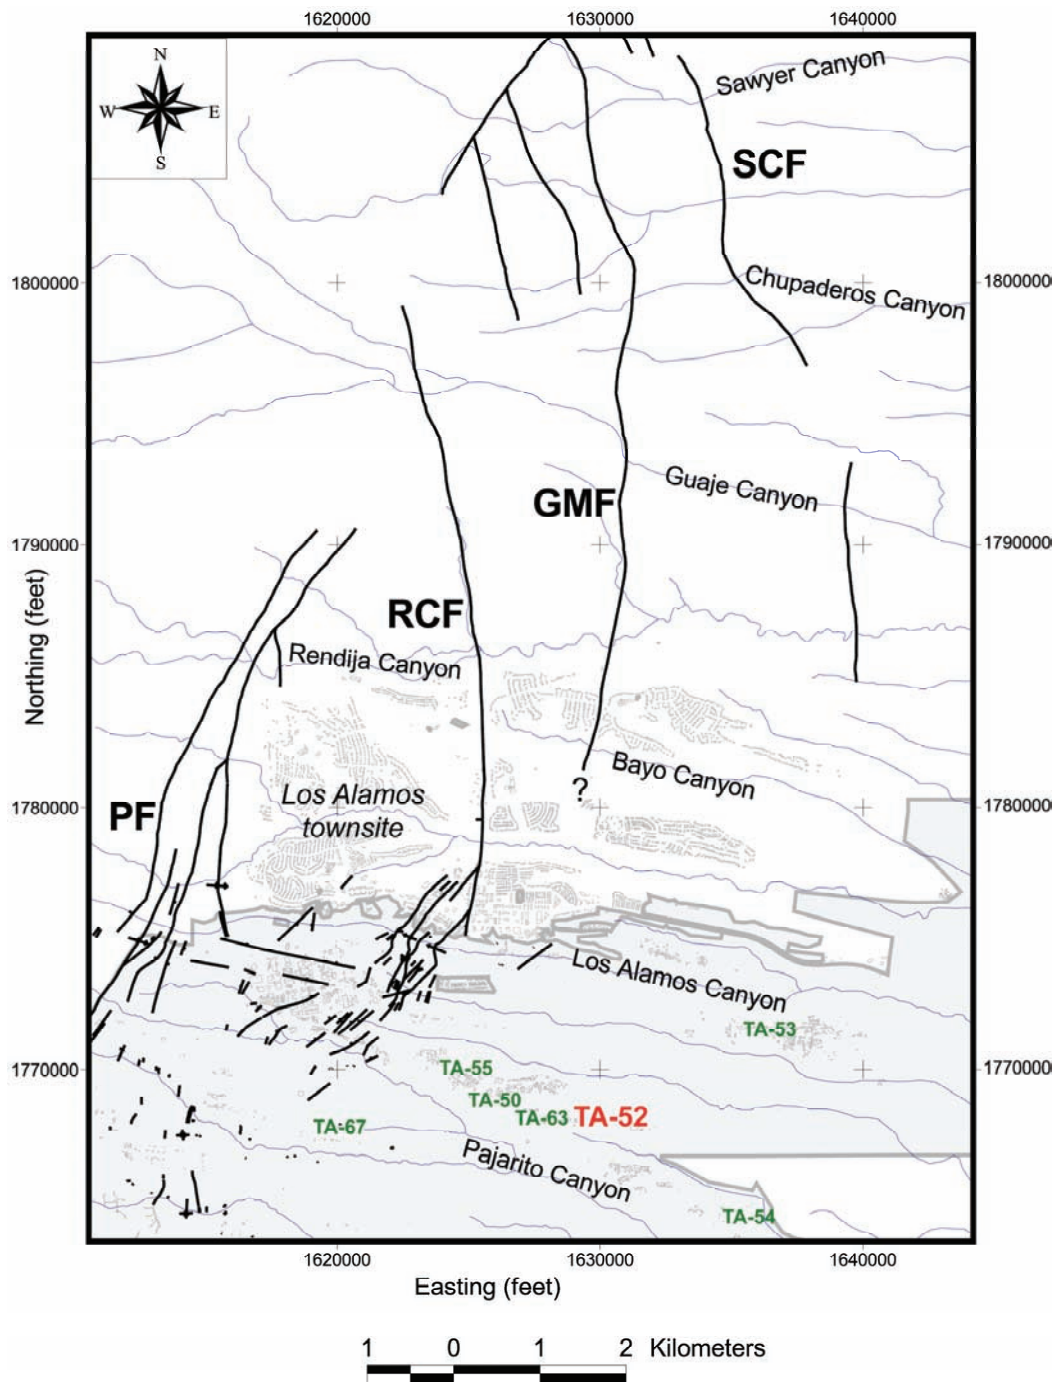 1620000 1630000 1640000
N
W E
S
Sawyer Canyon
SCF
1800000 1800000
Chupaderos Canyon
Guaje Canyon
GMF
1790000 1790000
RCF
Rendija Canyon
Northing (feet)
Bayo Canyon
?
Los Alamos
townsite
PF
1780000 1780000
Los Alamos Canyon
TA-53
1770000 1770000
TA-55
TA-50
TA-63 TA-52
TA-67
Pajarito Canyon
TA-54
1620000 1630000 1640000
Easting (feet)
1 0 1 2 Kilometers